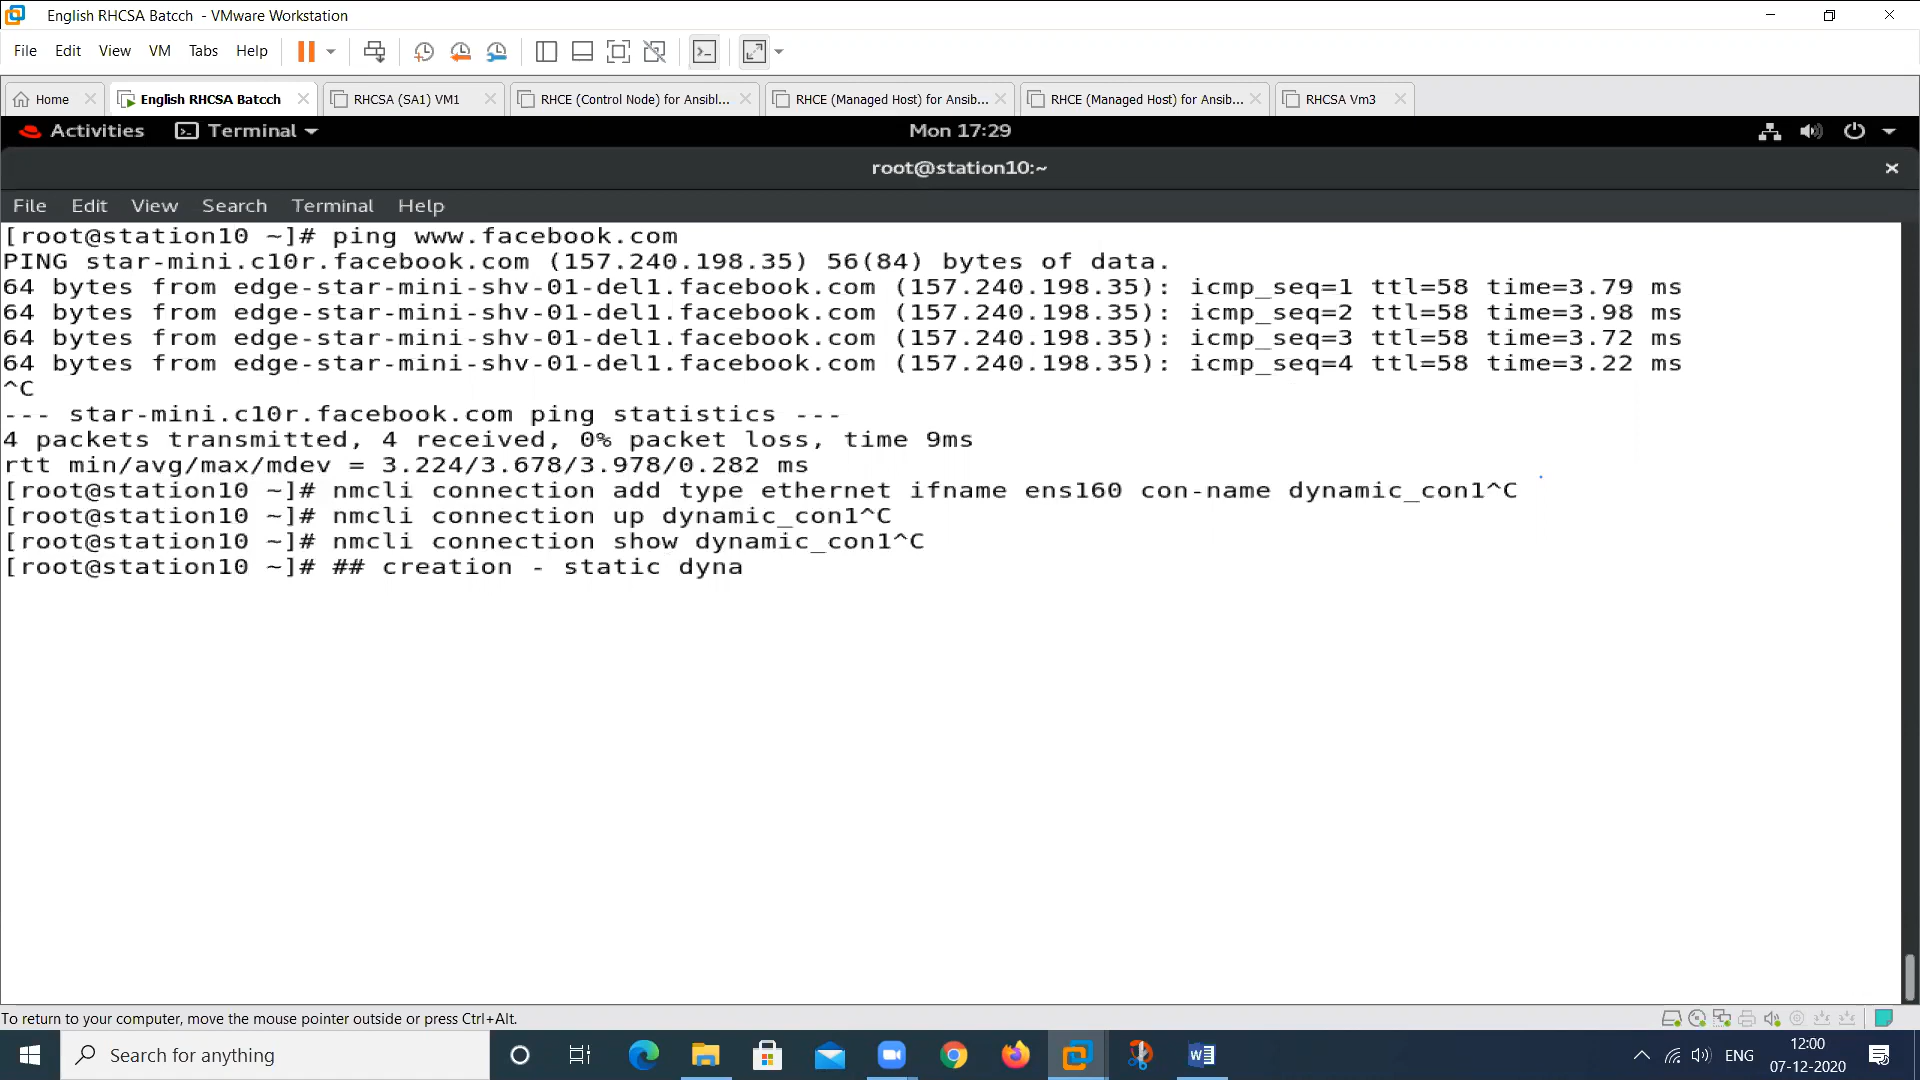 English RHCSA Batcch - VMware Workstation
File Edit View VM Tabs Help
Home English RHCSA Batcch RHCSA (SA1) VM1 RHCE (Control Node) for Ansibl... RHCE (Managed Host) for Ansib... RHCE (Managed Host) for Ansib... RHCSA Vm3
Activities Terminal Mon 17:29
root@station10:~
File Edit View Search Terminal Help
[root@station10 ~]# ping www.facebook.com
PING star-mini.c10r.facebook.com (157.240.198.35) 56(84) bytes of data.
64 bytes from edge-star-mini-shv-01-del1.facebook.com (157.240.198.35): icmp_seq=1 ttl=58 time=3.79 ms
64 bytes from edge-star-mini-shv-01-del1.facebook.com (157.240.198.35): icmp_seq=2 ttl=58 time=3.98 ms
64 bytes from edge-star-mini-shv-01-del1.facebook.com (157.240.198.35): icmp_seq=3 ttl=58 time=3.72 ms
64 bytes from edge-star-mini-shv-01-del1.facebook.com (157.240.198.35): icmp_seq=4 ttl=58 time=3.22 ms
^C
--- star-mini.c10r.facebook.com ping statistics ---
4 packets transmitted, 4 received, 0% packet loss, time 9ms
rtt min/avg/max/mdev = 3.224/3.678/3.978/0.282 ms
[root@station10 ~]# nmcli connection add type ethernet ifname ens160 con-name dynamic_con1^C
[root@station10 ~]# nmcli connection up dynamic_con1^C
[root@station10 ~]# nmcli connection show dynamic_con1^C
[root@station10 ~]# ## creation - static dyna
To return to your computer, move the mouse pointer outside or press Ctrl+Alt.
Search for anything
ENG
12:00
07-12-2020